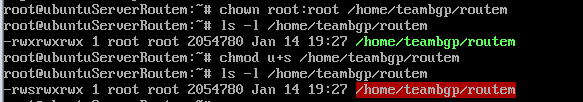 root@ubuntuServerRoutem:~# chown root:root /home/teambgp/routem
root@ubuntuServerRoutem:~# ls -l /home/teambgp/routem
-rwxrwxrwx 1 root root 2054780 Jan 14 19:27 /home/teambgp/routem
root@ubuntuServerRoutem:~# chmod u+s /home/teambgp/routem
root@ubuntuServerRoutem:~# ls -l /home/teambgp/routem
-rwsrwxrwx 1 root root 2054780 Jan 14 19:27 /home/teambgp/routem